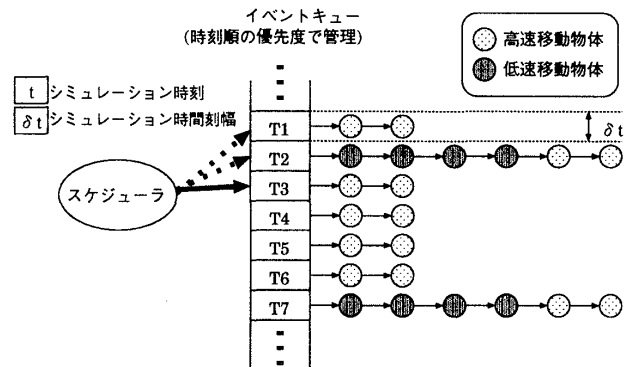 イベントキュー
(時刻順の優先度で管理)
高速移動物体
低速移動物体
t シミュレーション時刻
δt シミュレーション時間刻幅
スケジューラ
T1
δt
T2
T3
T4
T5
T6
T7